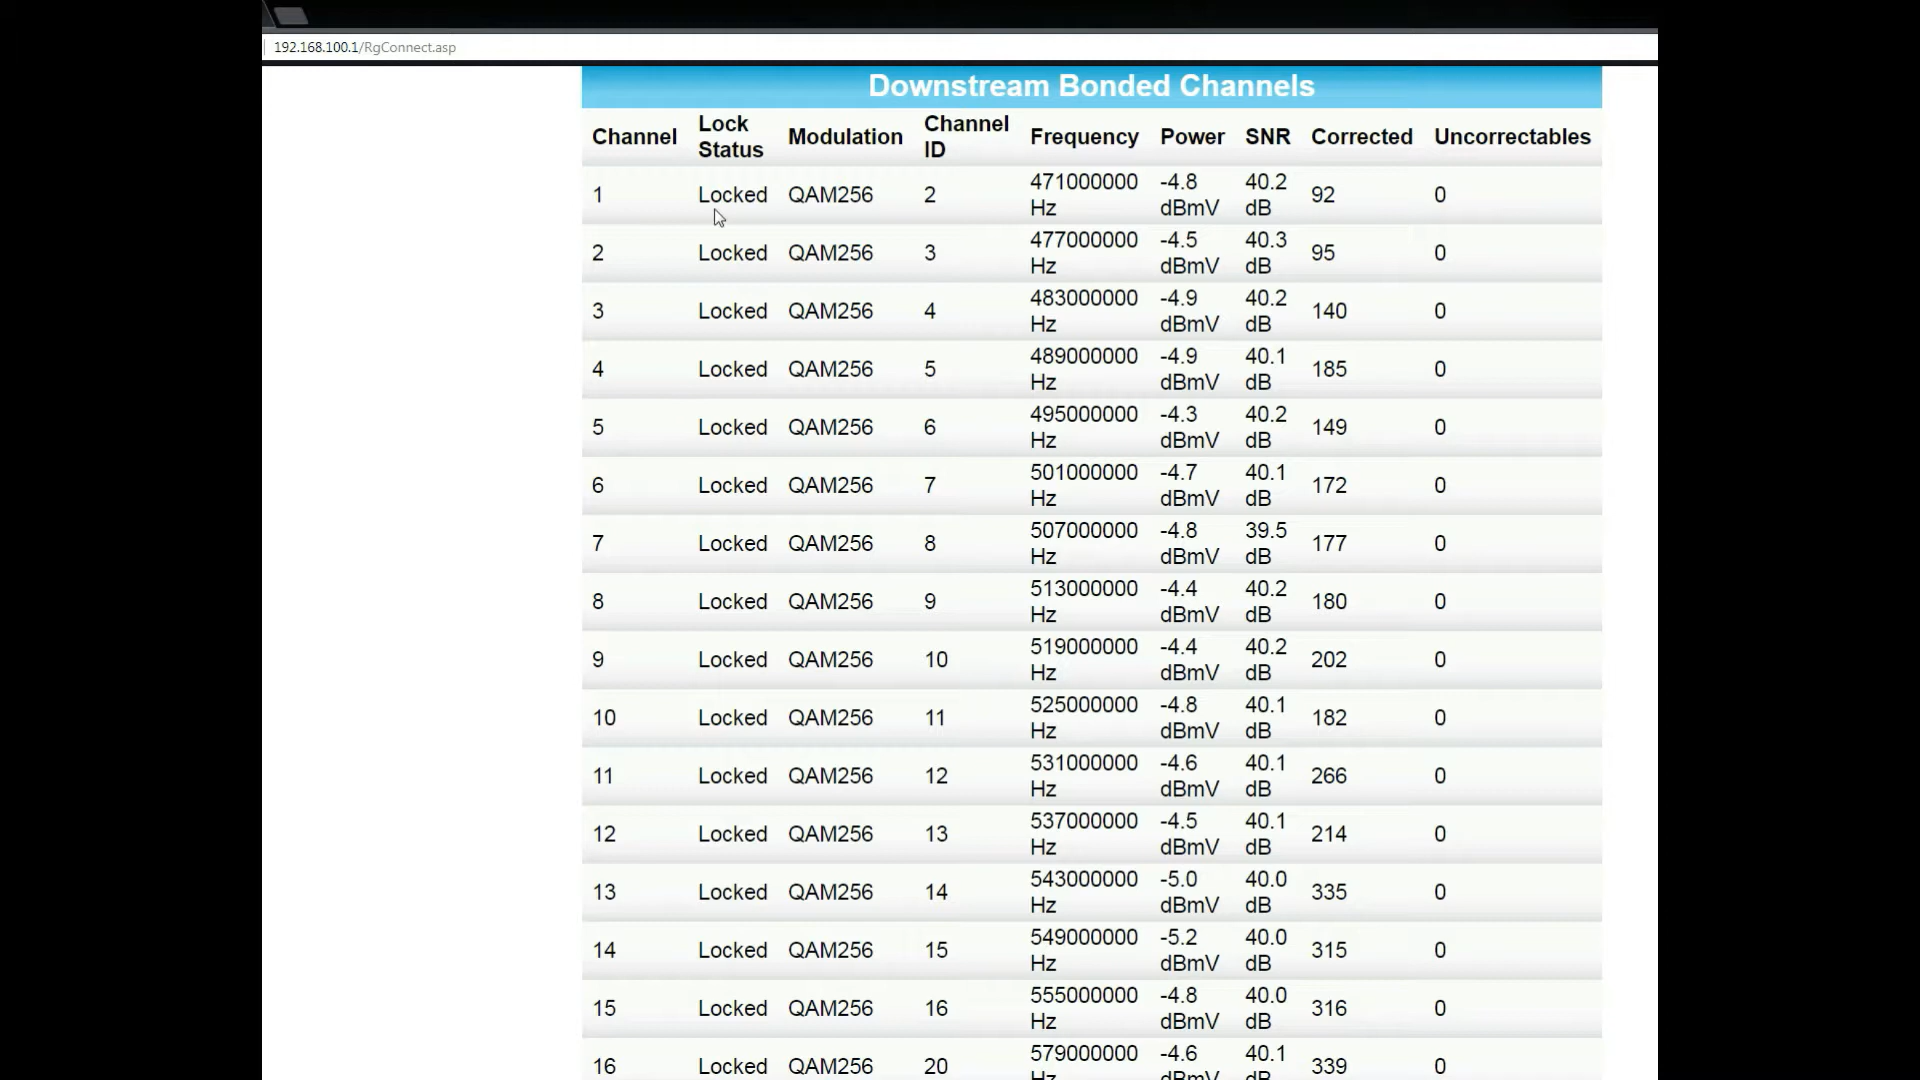 192.168.100.1/RgConnect.asp
Downstream Bonded Channels
Channel Lock Status Modulation Channel ID Frequency Power SNR Corrected Uncorrectables
1 Locked QAM256 2 471000000 Hz -4.8 dBmV 40.2 dB 92 0
2 Locked QAM256 3 477000000 Hz -4.5 dBmV 40.3 dB 95 0
3 Locked QAM256 4 483000000 Hz -4.9 dBmV 40.2 dB 140 0
4 Locked QAM256 5 489000000 Hz -4.9 dBmV 40.1 dB 185 0
5 Locked QAM256 6 495000000 Hz -4.3 dBmV 40.2 dB 149 0
6 Locked QAM256 7 501000000 Hz -4.7 dBmV 40.1 dB 172 0
7 Locked QAM256 8 507000000 Hz -4.8 dBmV 39.5 dB 177 0
8 Locked QAM256 9 513000000 Hz -4.4 dBmV 40.2 dB 180 0
9 Locked QAM256 10 519000000 Hz -4.4 dBmV 40.2 dB 202 0
10 Locked QAM256 11 525000000 Hz -4.8 dBmV 40.1 dB 182 0
11 Locked QAM256 12 531000000 Hz -4.6 dBmV 40.1 dB 266 0
12 Locked QAM256 13 537000000 Hz -4.5 dBmV 40.1 dB 214 0
13 Locked QAM256 14 543000000 Hz -5.0 dBmV 40.0 dB 335 0
14 Locked QAM256 15 549000000 Hz -5.2 dBmV 40.0 dB 315 0
15 Locked QAM256 16 555000000 Hz -4.8 dBmV 40.0 dB 316 0
16 Locked QAM256 20 579000000 Hz -4.6 dBmV 40.1 dB 339 0